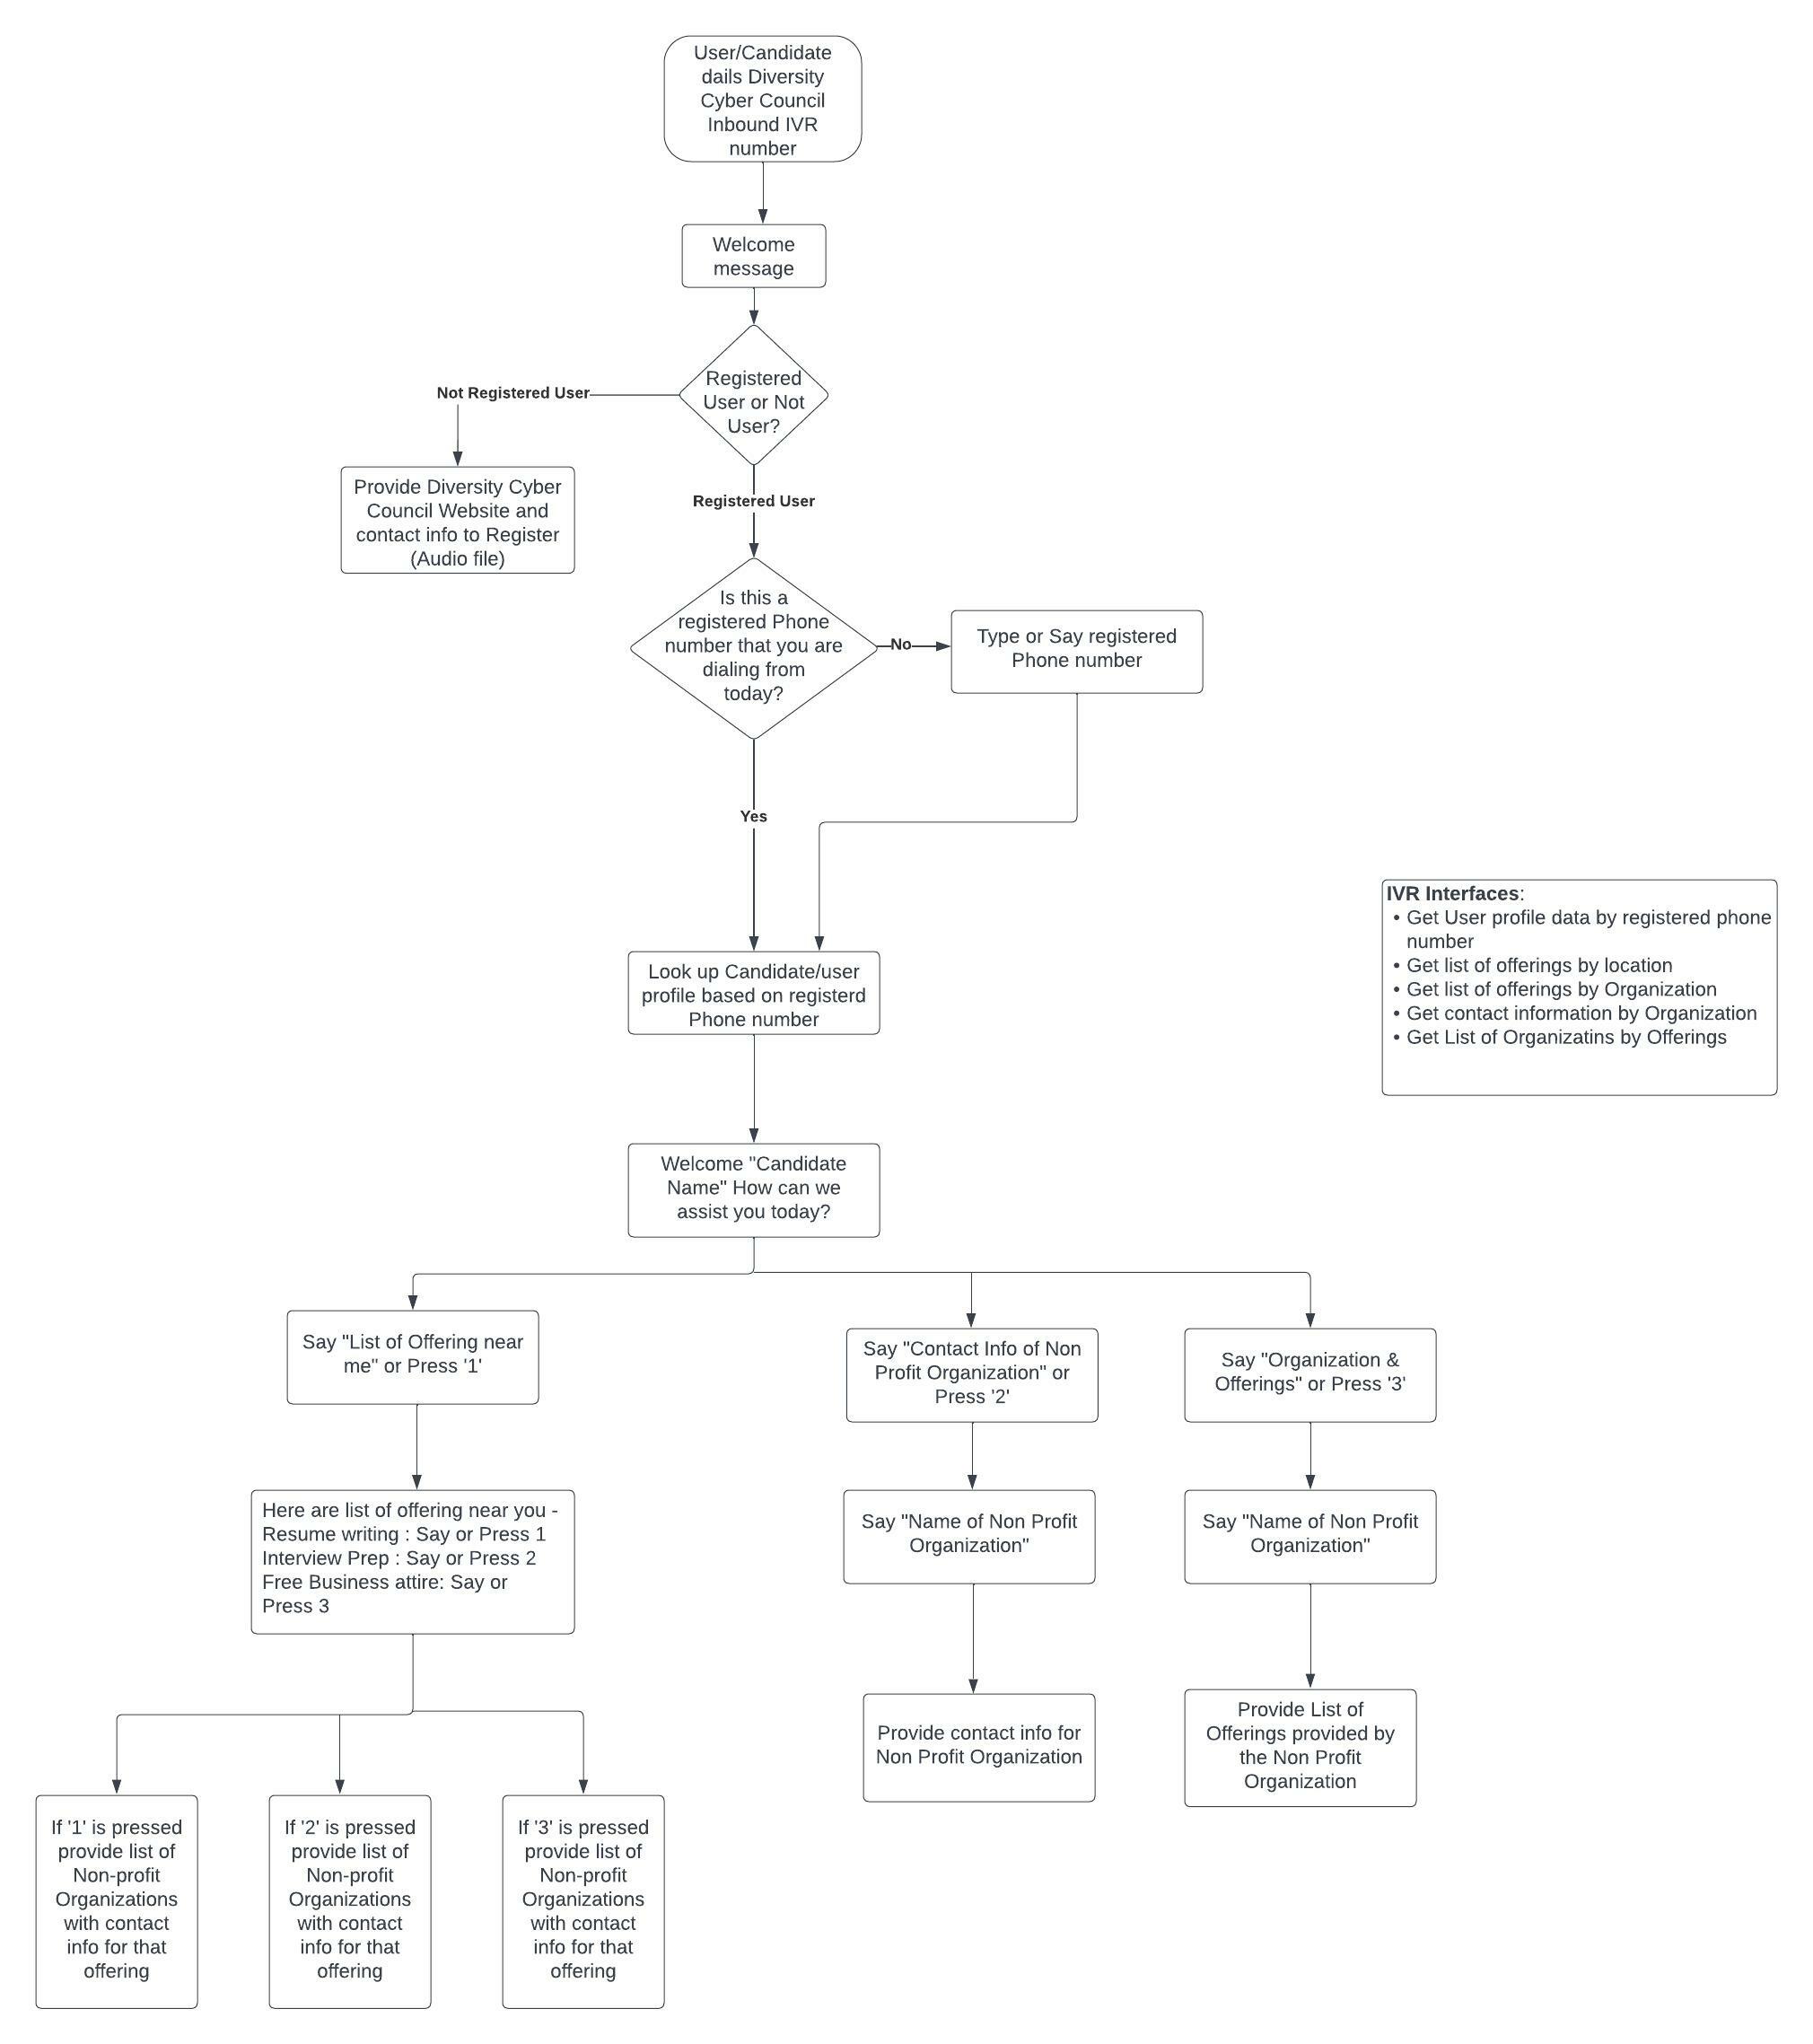 User/Candidate
dails Diversity
Cyber Council
Inbound IVR
number
Welcome
message
Registered
User or Not
User?
Not Registered User
Provide Diversity Cyber
Council Website and
contact info to Register
(Audio file)
Registered User
Is this a
registered Phone
number that you are
dialing from
today?
No
Type or Say registered
Phone number
Yes
IVR Interfaces:
• Get User profile data by registered phone
number
• Get list of offerings by location
• Get list of offerings by Organization
• Get contact information by Organization
• Get List of Organizatins by Offerings
Look up Candidate/user
profile based on registerd
Phone number
Welcome "Candidate
Name" How can we
assist you today?
Say "List of Offering near
me" or Press '1'
Say "Contact Info of Non
Profit Organization" or
Press '2'
Say "Organization &
Offerings" or Press '3'
Here are list of offering near you -
Resume writing : Say or Press 1
Interview Prep : Say or Press 2
Free Business attire: Say or
Press 3
Say "Name of Non Profit
Organization"
Say "Name of Non Profit
Organization"
Provide contact info for
Non Profit Organization
Provide List of
Offerings provided by
the Non Profit
Organization
If '1' is pressed
provide list of
Non-profit
Organizations
with contact
info for that
offering
If '2' is pressed
provide list of
Non-profit
Organizations
with contact
info for that
offering
If '3' is pressed
provide list of
Non-profit
Organizations
with contact
info for that
offering